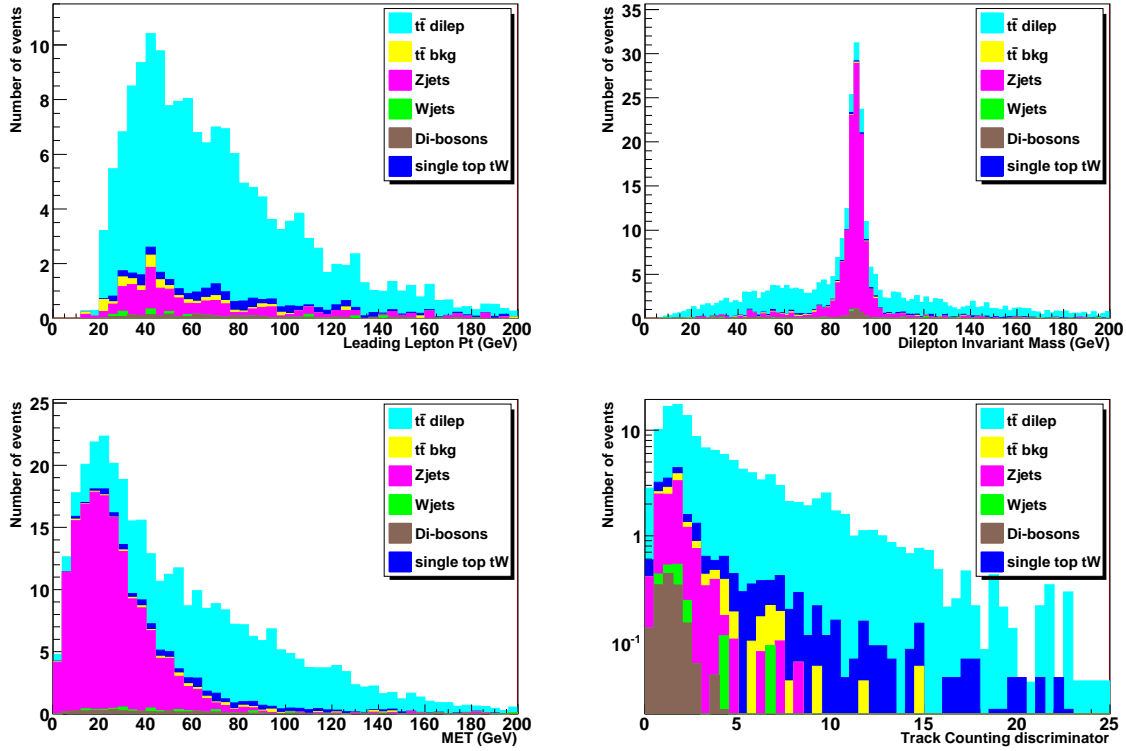 Number of events
10
8
6
4
2
0
0 20 40 60 80 100 120 140 160 180 200
Leading Lepton Pt (GeV)
tt̄ dilep
tt̄ bkg
Zjets
Wjets
Di-bosons
single top tW
Number of events
35
30
25
20
15
10
5
0
0 20 40 60 80 100 120 140 160 180 200
Dilepton Invariant Mass (GeV)
tt̄ dilep
tt̄ bkg
Zjets
Wjets
Di-bosons
single top tW
Number of events
25
20
15
10
5
0
0 20 40 60 80 100 120 140 160 180 200
MET (GeV)
tt̄ dilep
tt̄ bkg
Zjets
Wjets
Di-bosons
single top tW
Number of events
10
1
10⁻¹
0 5 10 15 20 25
Track Counting discriminator
tt̄ dilep
tt̄ bkg
Zjets
Wjets
Di-bosons
single top tW